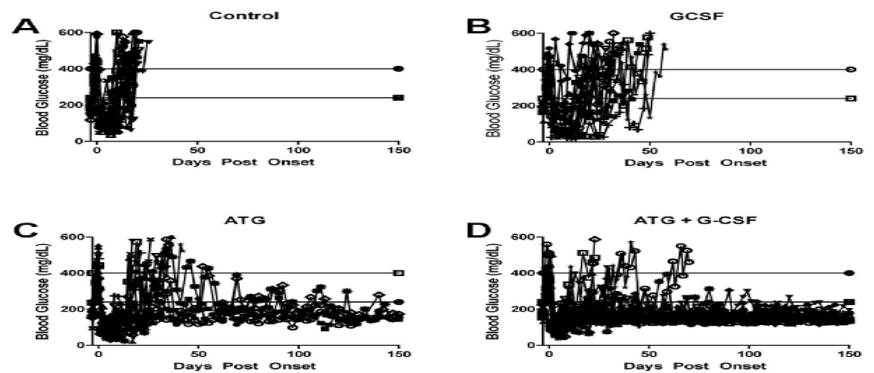 A
Control
Blood Glucose (mg/dL)
600
400
200
0
0
50
100
150
Days Post Onset
B
GCSF
Blood Glucose (mg/dL)
600
400
200
0
0
50
100
150
Days Post Onset
C
ATG
Blood Glucose (mg/dL)
600
400
200
0
0
50
100
150
Days Post Onset
D
ATG + G-CSF
Blood Glucose (mg/dL)
600
400
200
0
0
50
100
150
Days Post Onset